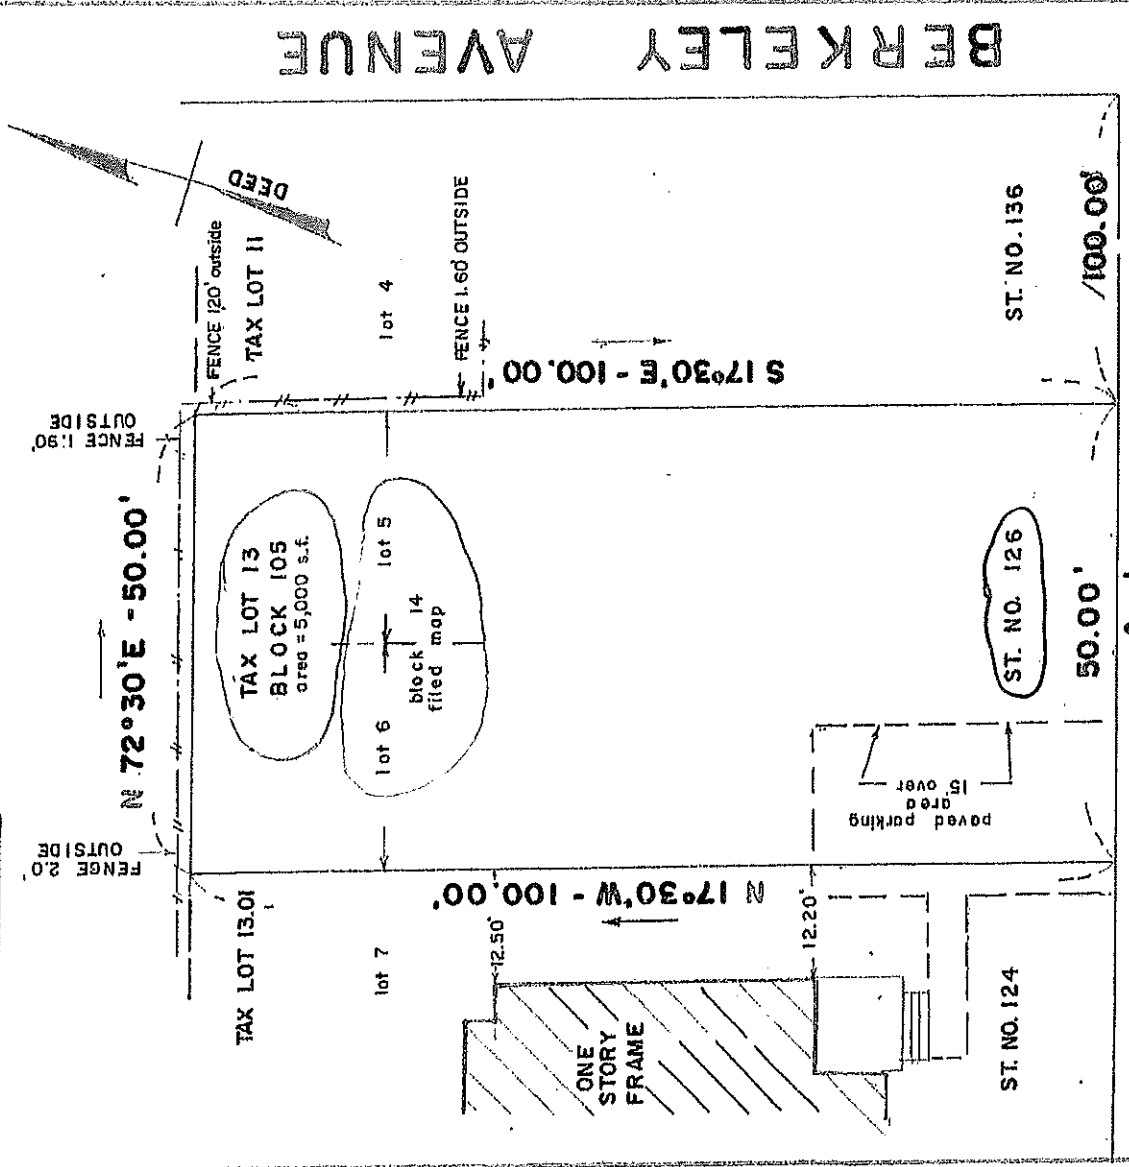 BERKELEY AVENUE
DEED
FENCE 1.20' outside
TAX LOT 11
lot 4
FENCE 1.60' OUTSIDE
S 17°30'E - 100.00'
ST. NO. 136
100.00'
FENCE 1.90'
OUTSIDE
N 72°30'E - 50.00'
FENCE 2.0'
OUTSIDE
TAX LOT 13
BLOCK 105
area = 5,000 s.f.
lot 5
lot 6
block 14
filed map
ST. NO. 126
50.00'
paved parking
area
15' over
N 17°30'W - 100.00'
TAX LOT 13.01
lot 7
12.50'
12.20'
ONE
STORY
FRAME
ST. NO. 124